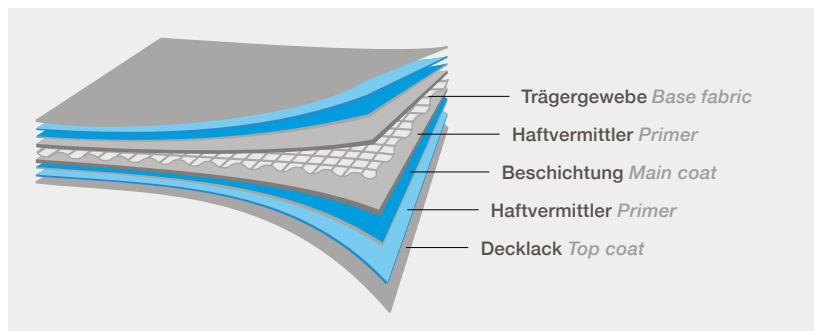 Trägergewebe Base fabric
Haftvermittler Primer
Beschichtung Main coat
Haftvermittler Primer
Decklack Top coat